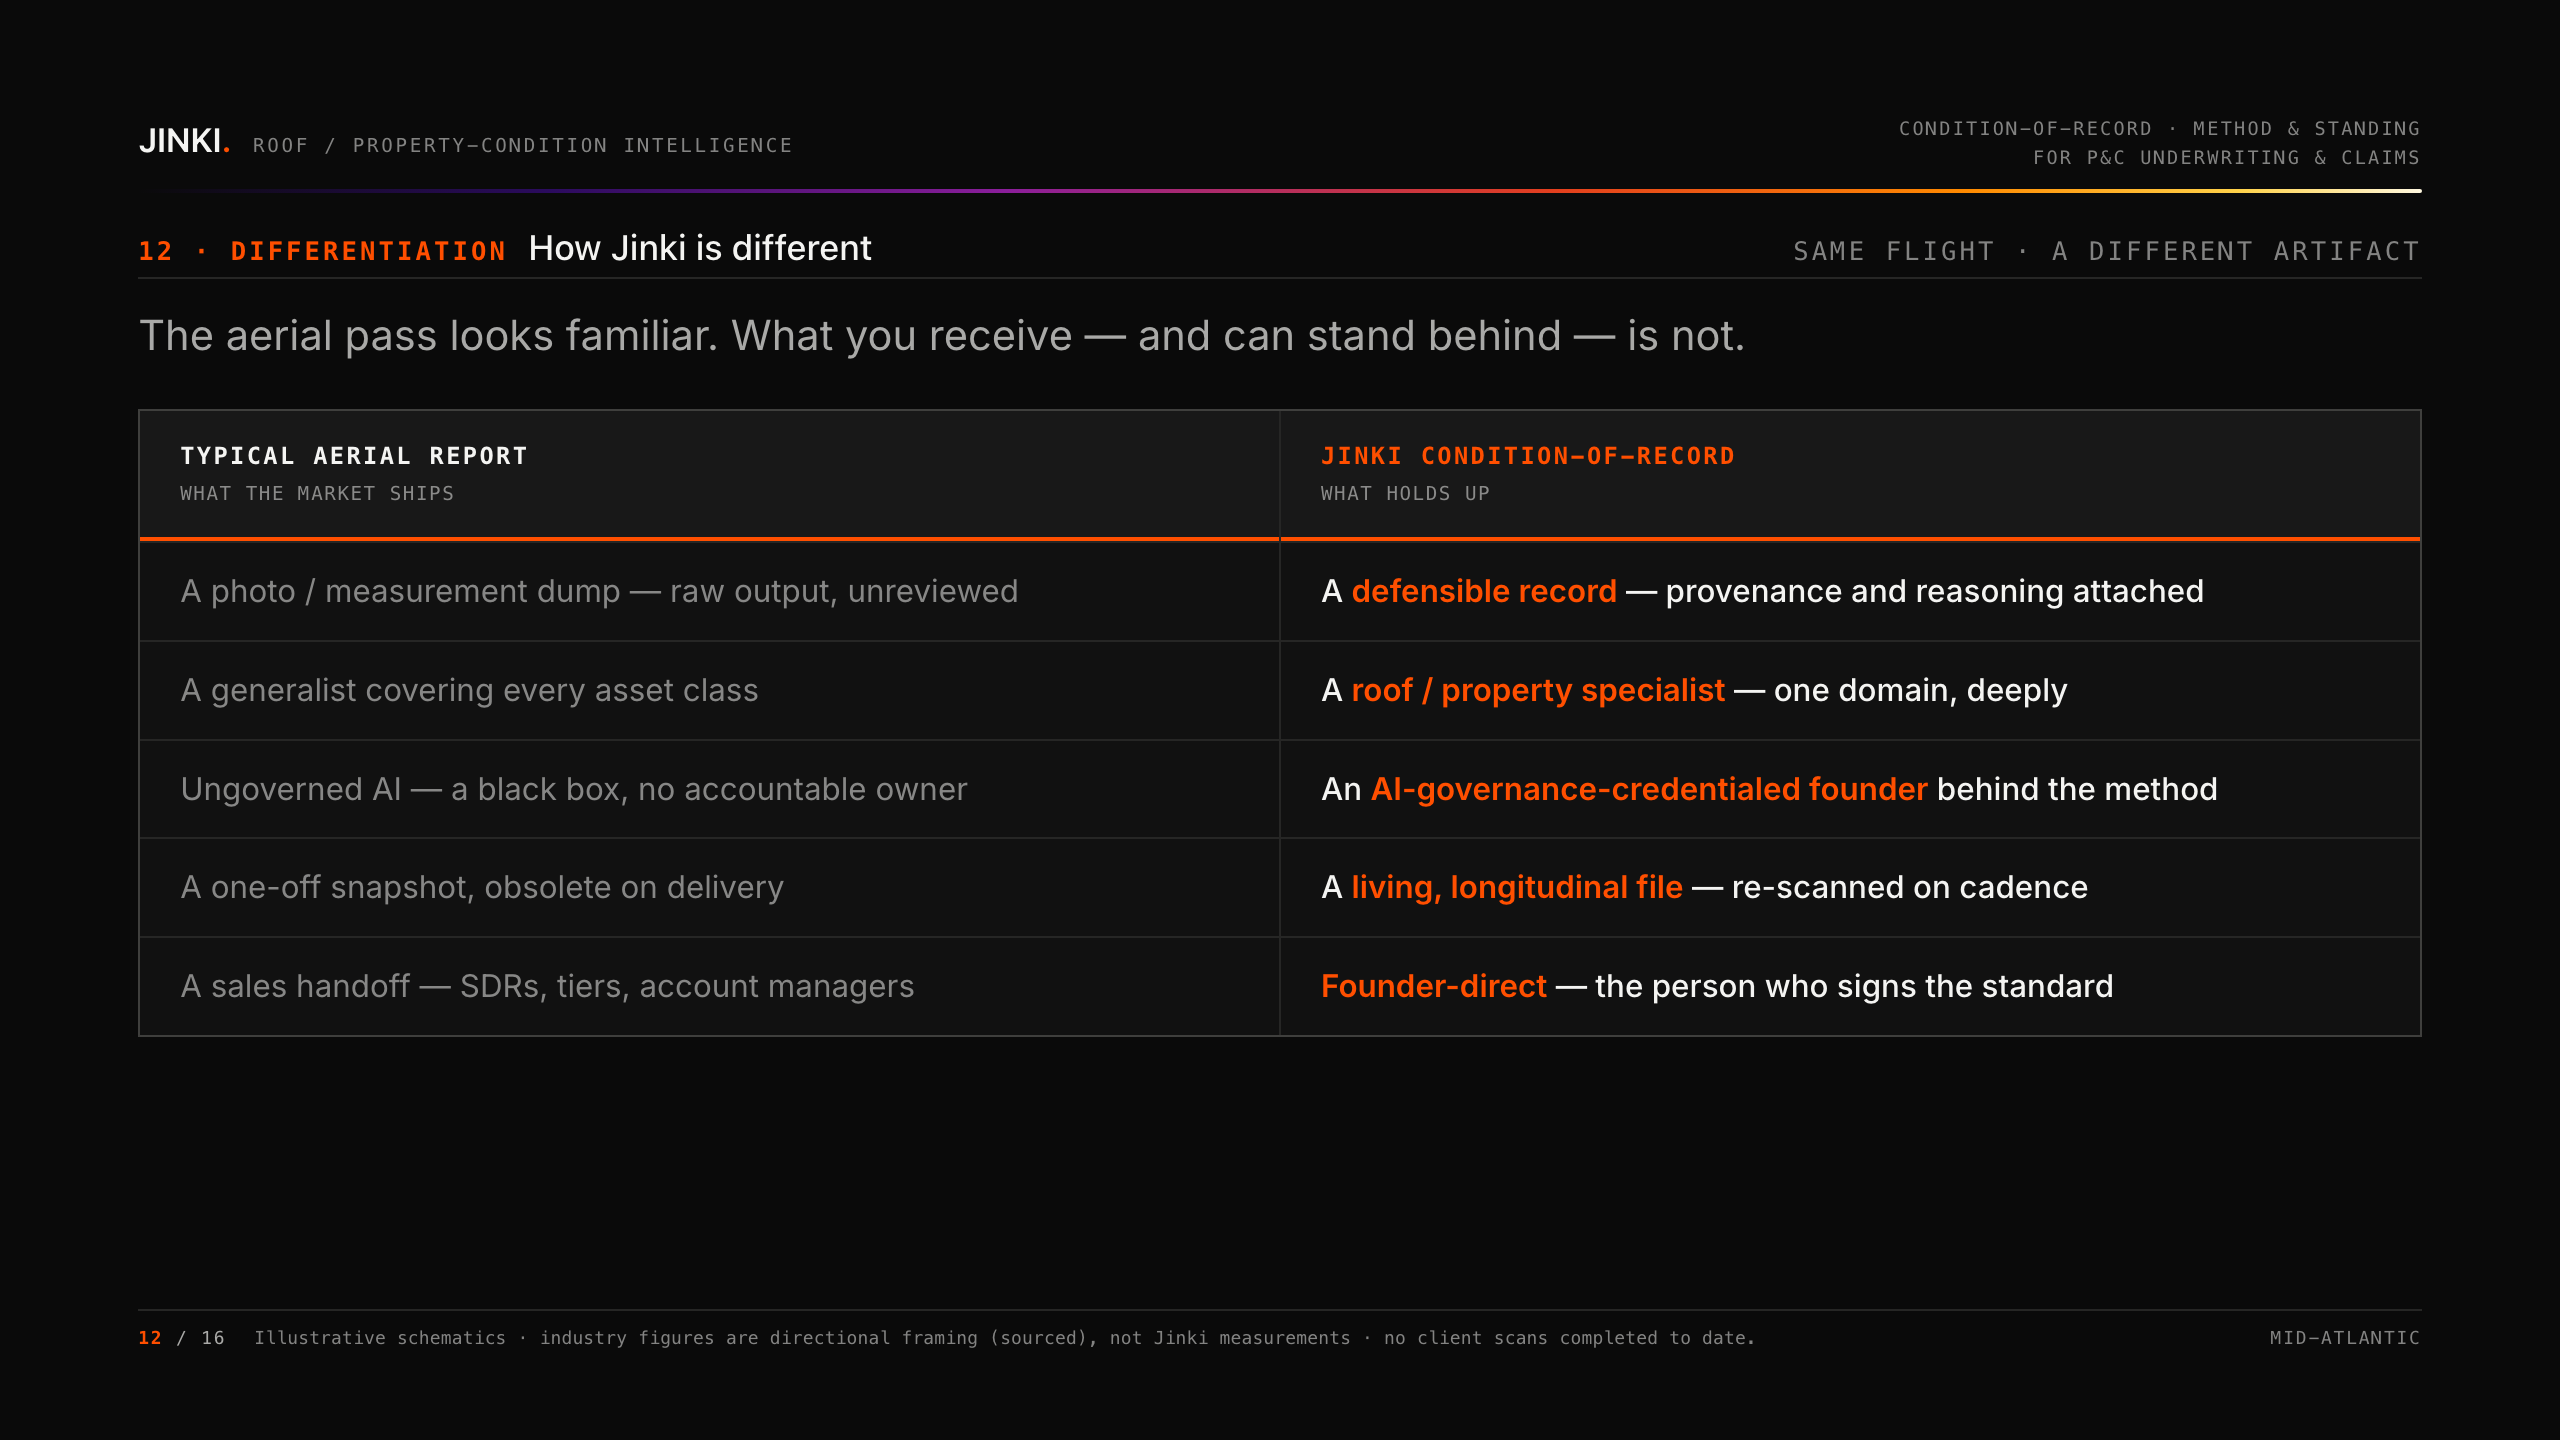 JINKI. ROOF / PROPERTY-CONDITION INTELLIGENCE
CONDITION-OF-RECORD · METHOD & STANDING
FOR P&C UNDERWRITING & CLAIMS
12 · DIFFERENTIATION How Jinki is different
SAME FLIGHT · A DIFFERENT ARTIFACT
The aerial pass looks familiar. What you receive — and can stand behind — is not.
TYPICAL AERIAL REPORT
WHAT THE MARKET SHIPS
JINKI CONDITION-OF-RECORD
WHAT HOLDS UP
A photo / measurement dump — raw output, unreviewed
A defensible record — provenance and reasoning attached
A generalist covering every asset class
A roof / property specialist — one domain, deeply
Ungoverned AI — a black box, no accountable owner
An AI-governance-credentialed founder behind the method
A one-off snapshot, obsolete on delivery
A living, longitudinal file — re-scanned on cadence
A sales handoff — SDRs, tiers, account managers
Founder-direct — the person who signs the standard
12 / 16 Illustrative schematics · industry figures are directional framing (sourced), not Jinki measurements · no client scans completed to date.
MID-ATLANTIC